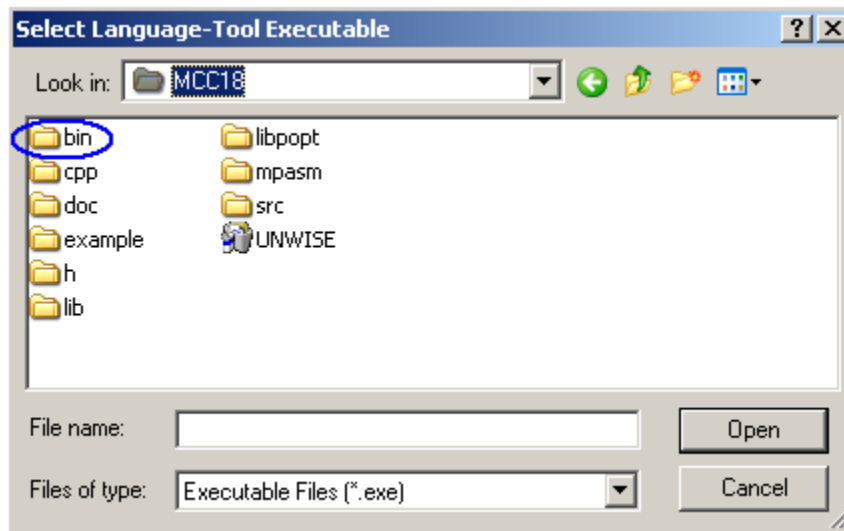 Select Language-Tool Executable
Look in: MCC18
bin libpopt
cpp mpasm
doc src
example UNWISE
h
lib
File name: Open
Files of type: Executable Files (*.exe) Cancel